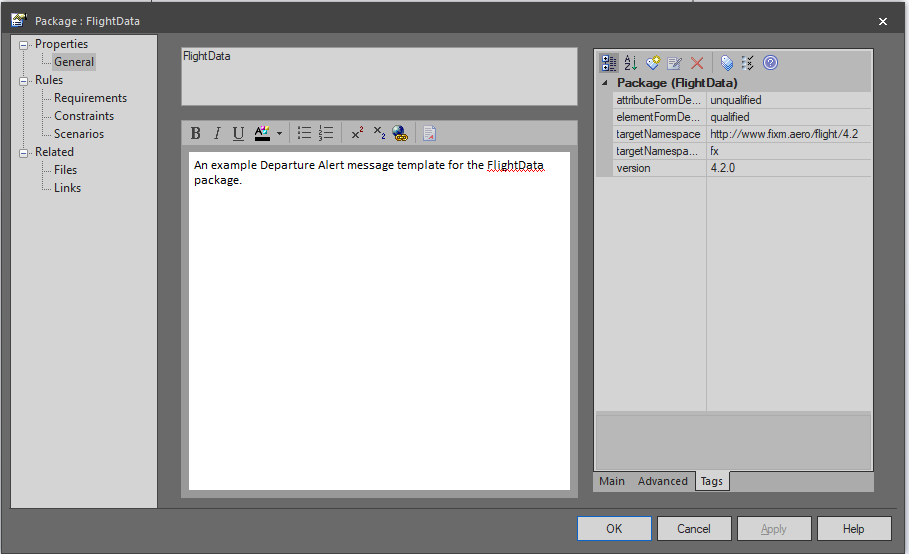 Package : FlightData
Properties
General
Rules
Requirements
Constraints
Scenarios
Related
Files
Links
FlightData
B I U
An example Departure Alert message template for the FlightData
package.
Package (FlightData)
attributeFormDe... unqualified
elementFormDe... qualified
targetNamespace http://www.fixm.aero/flight/4.2
targetNamespa... fx
version 4.2.0
Main Advanced Tags
OK Cancel Apply Help